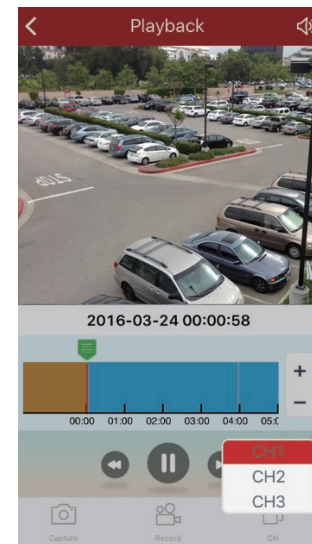 Playback
STOP
2016-03-24 00:00:58
+
-
00:00 01:00 02:00 03:00 04:00
CH1
CH2
CH3
Capture Record CH